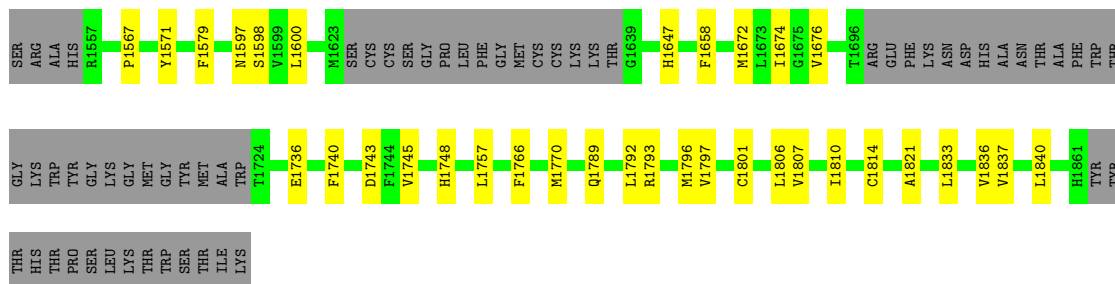 SER ARG ALA HIS R1557 P1567 Y1571 F1579 N1597 S1598 V1599 L1600 M1623 SER CYS CYS SER GLY PRO LEU PHE GLY MET CYS CYS LYS LYS THR G1639 H1647 F1658 M1672 L1673 I1674 G1675 V1676 T1696 ARG GLU PHE LYS ASN ASP HIS ALA ASN THR ALA PHE TRP THR
GLY LYS TRP TYR GLY LYS GLY MET GLY TYR MET ALA TRP T1724 E1736 F1740 D1743 F1744 V1745 H1748 L1757 F1766 M1770 Q1789 L1792 R1793 M1796 V1797 C1801 L1806 V1807 I1810 C1814 A1821 L1833 V1836 V1837 L1840 H1861 TYR TYR
THR HIS THR PRO SER LEU LYS THR TRP SER THR ILE LYS